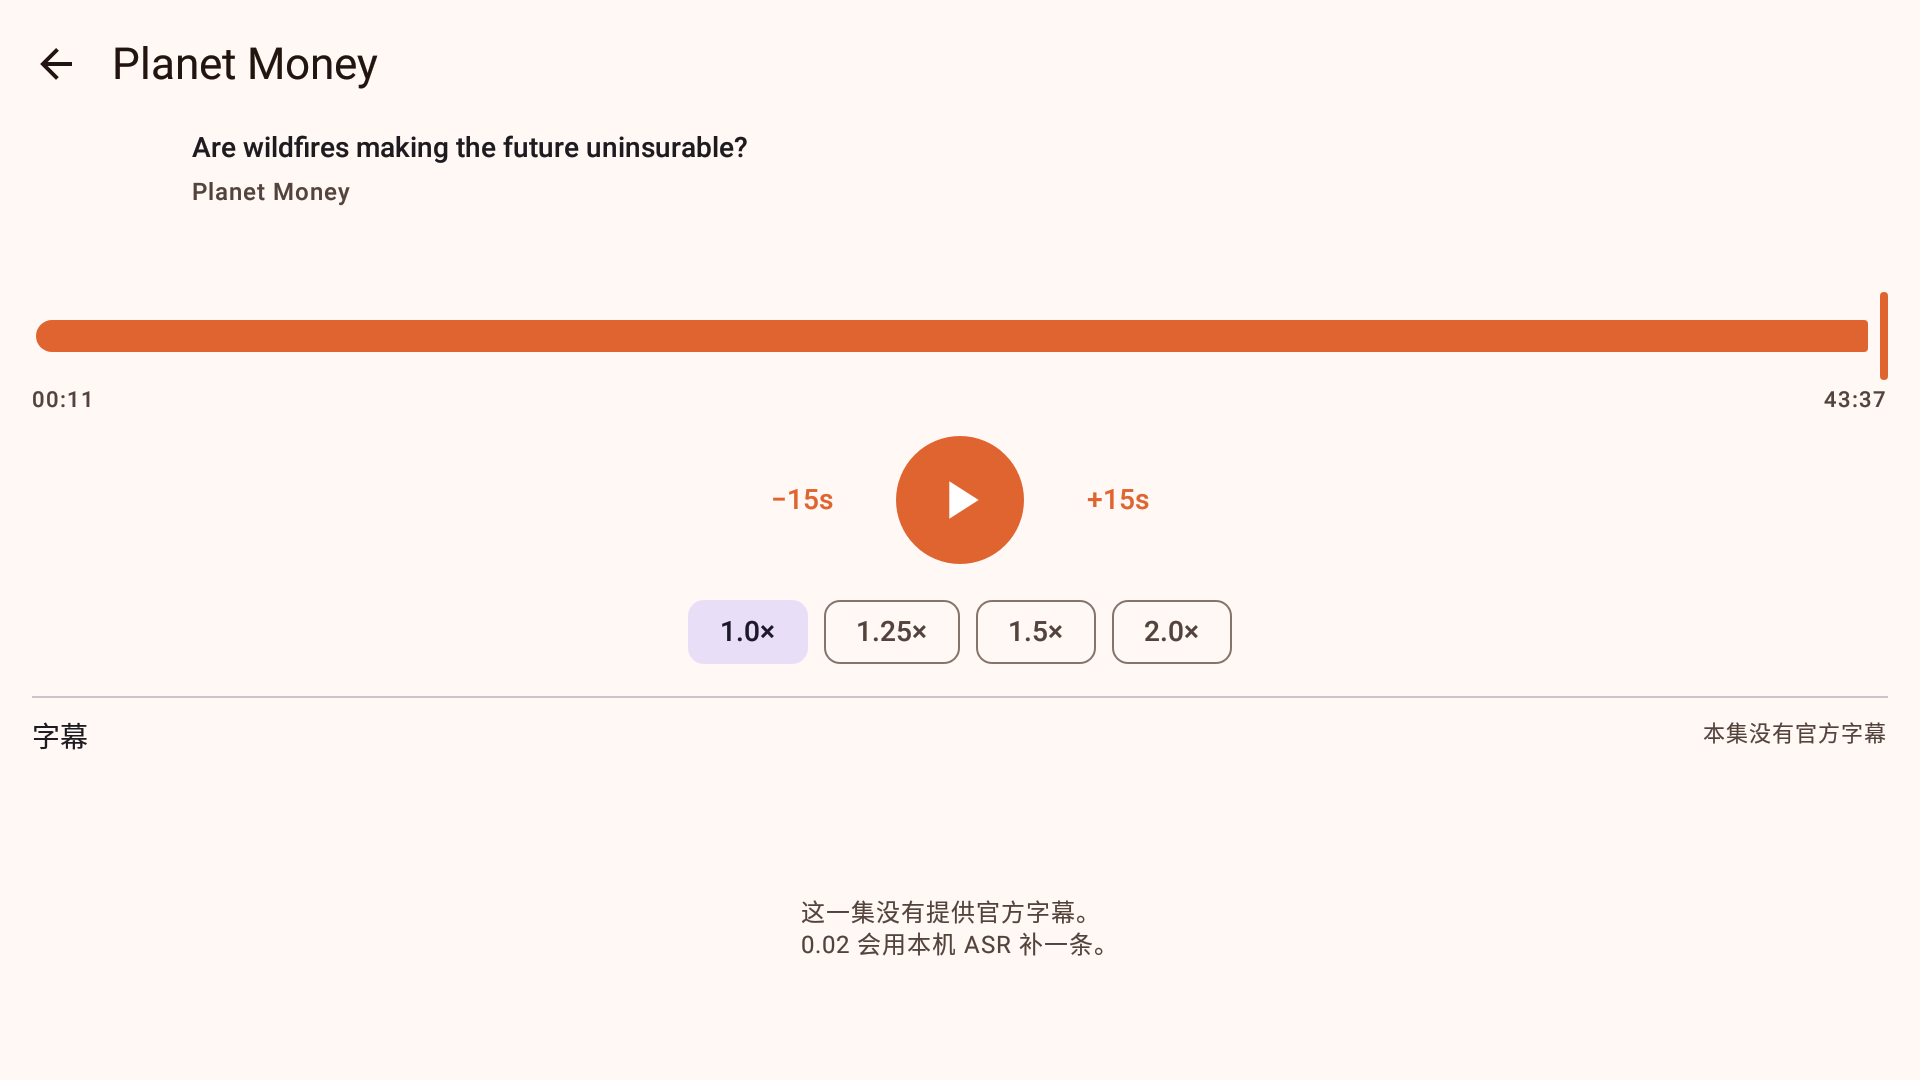 Planet Money
Are wildfires making the future uninsurable?
Planet Money
00:11
43:37
−15s
+15s
1.0×
1.25×
1.5×
2.0×
字幕
本集没有官方字幕
这一集没有提供官方字幕。
0.02 会用本机 ASR 补一条。